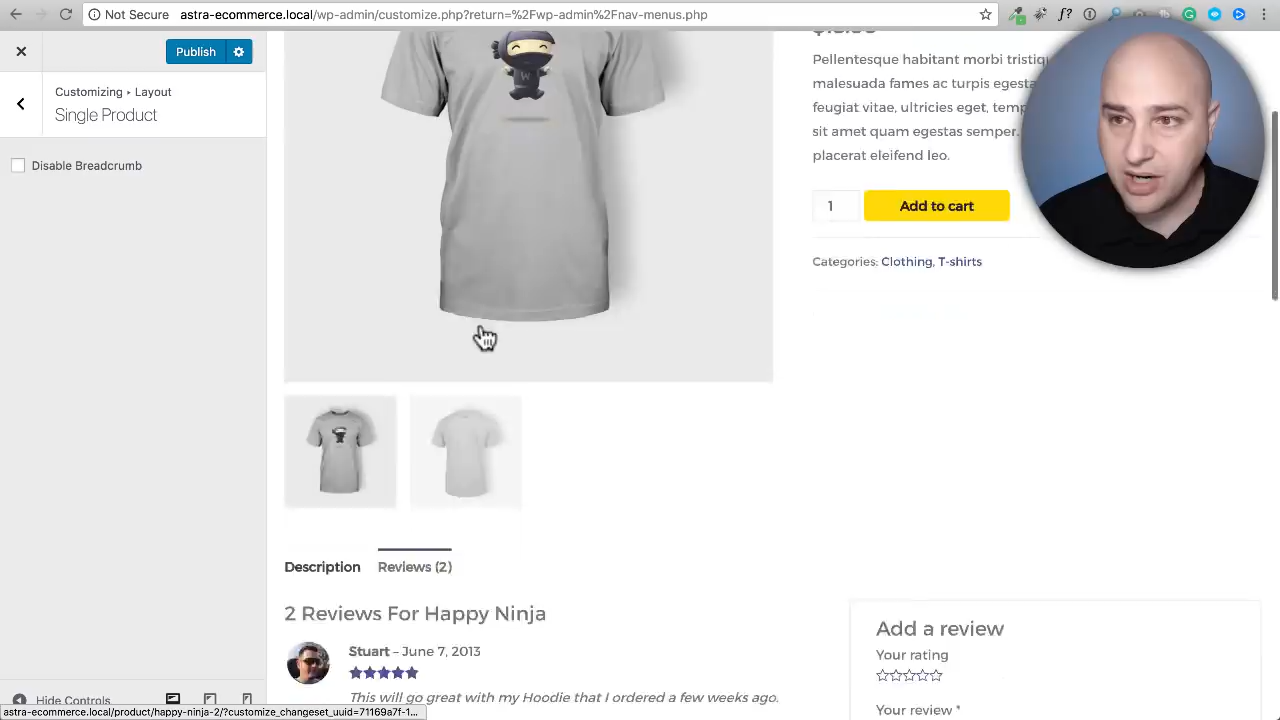 Not Secure
astra-ecommerce.local/wp-admin/customize.php?return=%2Fwp-admin%2Fnav-menus.php
Publish
Customizing ▸ Layout
Single Product
Disable Breadcrumb
Pellentesque habitant morbi
malesuada fames ac turpis
feugiat vitae, ultricies eget,
sit amet quam egestas semper.
placerat eleifend leo.
1
Add to cart
Categories: Clothing, T-shirts
W
Description
Reviews (2)
2 Reviews For Happy Ninja
Stuart – June 7, 2013
This will go great with my Hoodie that I ordered a few weeks ago.
Add a review
Your rating
Your review *
Hide Controls
astra-ecommerce.local/product/happy-ninja-2/?customize_changeset_uuid=71169a7f-1...